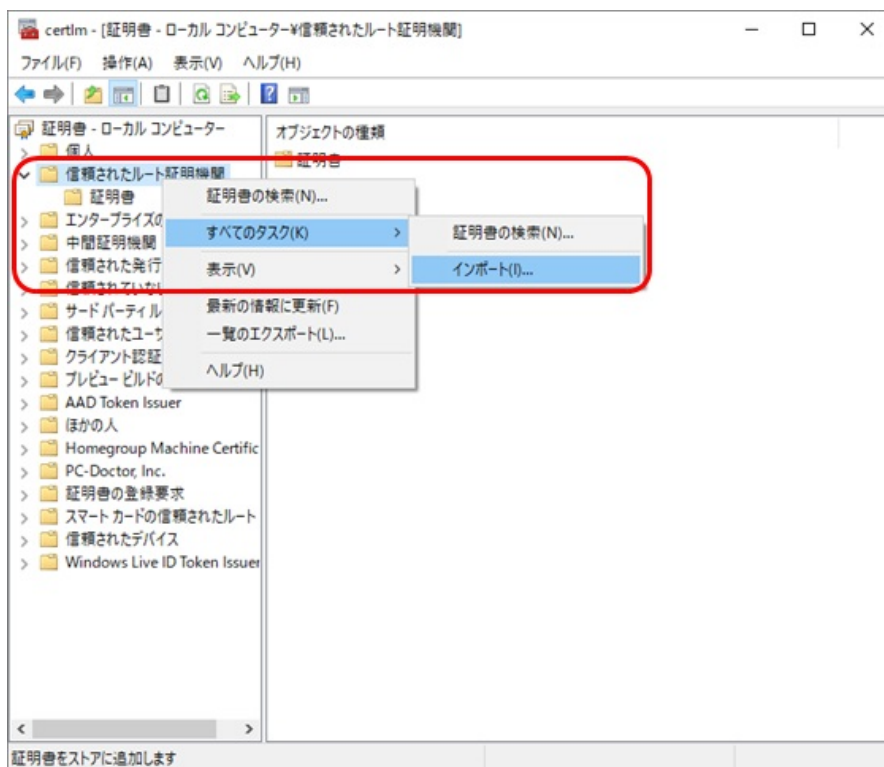 certlm - [証明書 - ローカル コンピューター¥信頼されたルート証明機関]
ファイル(F) 操作(A) 表示(V) ヘルプ(H)
証明書 - ローカル コンピューター
個人
信頼されたルート証明機関
証明書
エンタープライズの
中間証明機関
信頼された発行
信頼されていない
サード パーティ ル
信頼されたユーザ
クライアント認証
プレビュー ビルドの
AAD Token Issuer
ほかの人
Homegroup Machine Certific
PC-Doctor, Inc.
証明書の登録要求
スマート カードの信頼されたルート
信頼されたデバイス
Windows Live ID Token Issuer
オブジェクトの種類
証明書
証明書の検索(N)...
すべてのタスク(K)
表示(V)
最新の情報に更新(F)
一覧のエクスポート(L)...
ヘルプ(H)
証明書の検索(N)...
インポート(I)...
証明書をストアに追加します